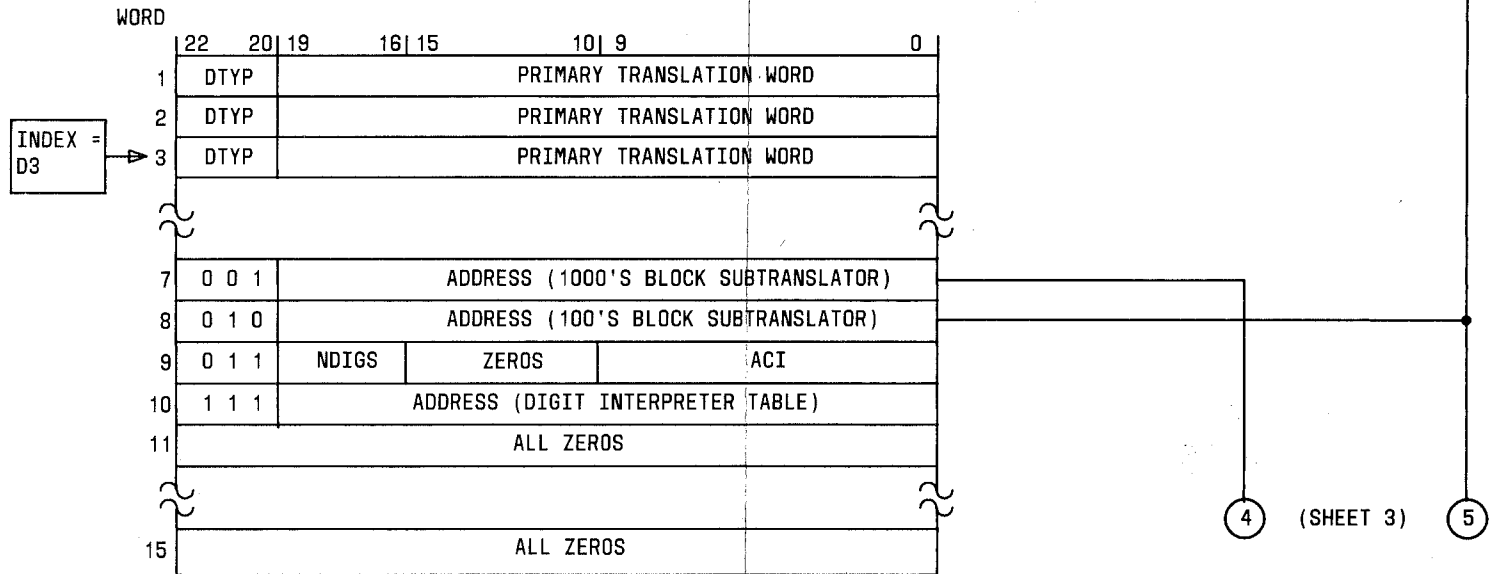 WORD
22 20 19 16 15 10 9 0
1 DTYP PRIMARY TRANSLATION WORD
2 DTYP PRIMARY TRANSLATION WORD
INDEX =
D3
3 DTYP PRIMARY TRANSLATION WORD
7 0 0 1 ADDRESS (1000'S BLOCK SUBTRANSLATOR)
8 0 1 0 ADDRESS (100'S BLOCK SUBTRANSLATOR)
9 0 1 1 NDIGS ZEROS ACI
10 1 1 1 ADDRESS (DIGIT INTERPRETER TABLE)
11 ALL ZEROS
4 (SHEET 3) 5
15 ALL ZEROS